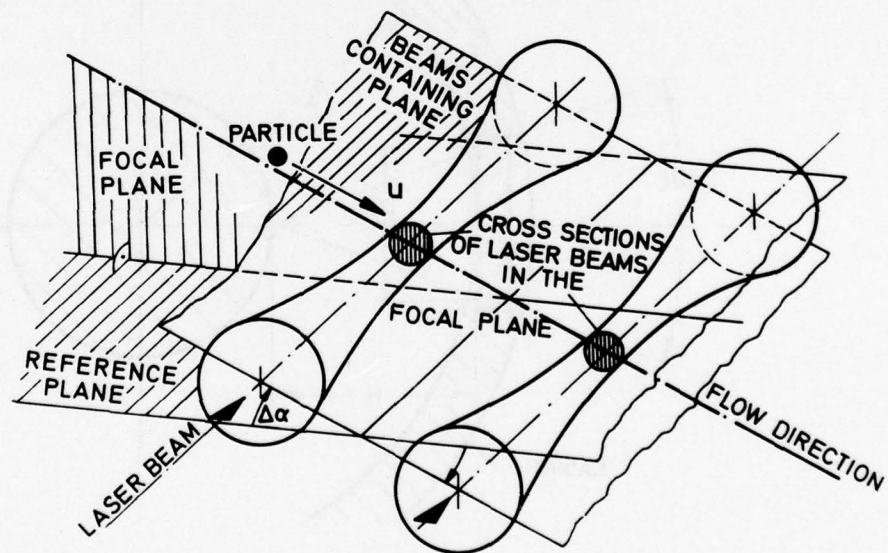 BEAMS
CONTAINING
PLANE
PARTICLE
FOCAL
PLANE
u
CROSS SECTIONS
OF LASER BEAMS
IN THE
FOCAL PLANE
REFERENCE
PLANE
Δα
LASER BEAM
FLOW DIRECTION